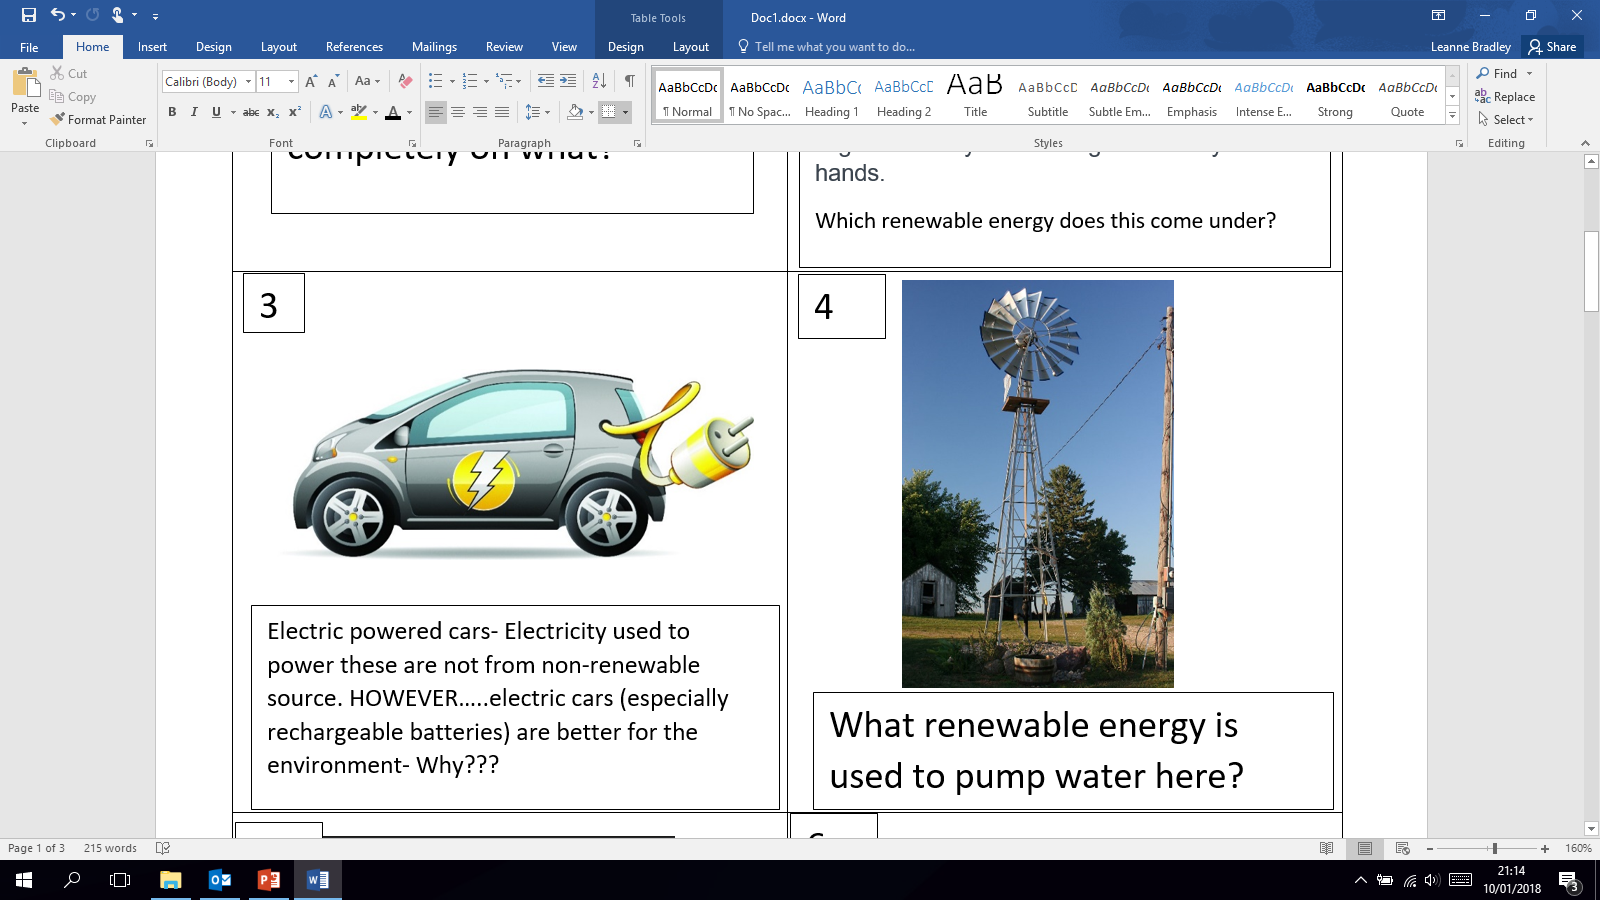 Table Tools
Doc1.docx - Word
File
Home
Insert
Design
Layout
References
Mailings
Review
View
Design
Layout
Tell me what you want to do...
Leanne Bradley
Share
Paste
Cut
Copy
Format Painter
Clipboard
Calibri (Body)
11
Font
Paragraph
AaBbCcDc
¶ Normal
AaBbCcDc
¶ No Spac...
AaBbCc
Heading 1
AaBbCcD
Heading 2
AaB
Title
AaBbCcD
Subtitle
AaBbCcDc
Subtle Em...
AaBbCcDc
Emphasis
AaBbCcDc
Intense E...
AaBbCcDc
Strong
AaBbCcDc
Quote
Styles
Find
Replace
Select
Editing
completely on what?
hands.
Which renewable energy does this come under?
3
Electric powered cars- Electricity used to
power these are not from non-renewable
source. HOWEVER…..electric cars (especially
rechargeable batteries) are better for the
environment- Why???
4
What renewable energy is
used to pump water here?
Page 1 of 3
215 words
160%
21:14
10/01/2018
3